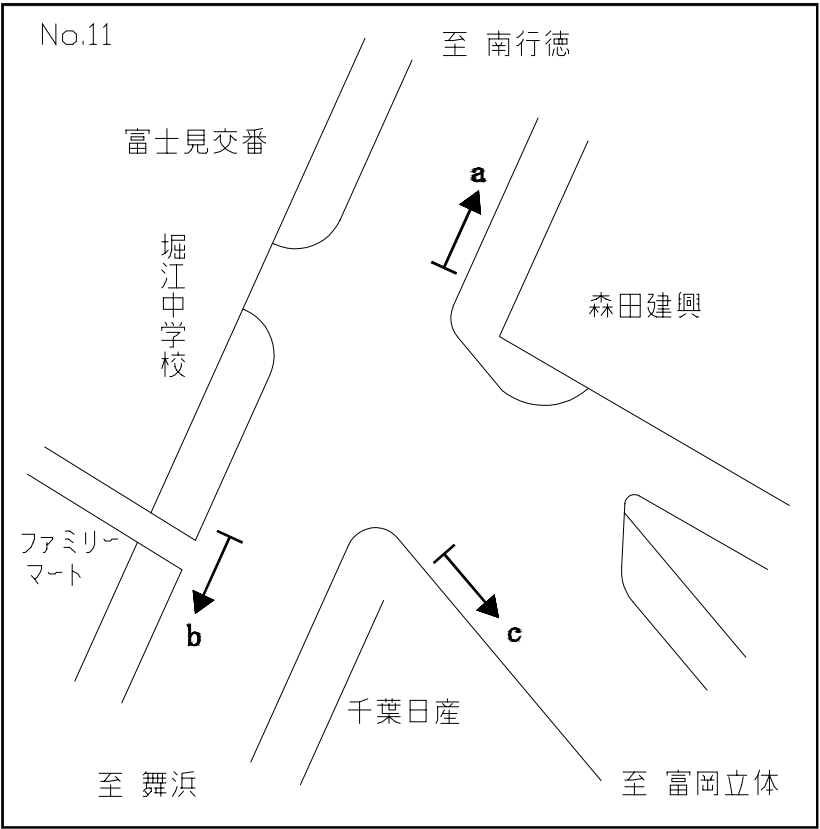 No.11
至 南行徳
富士見交番
a
堀江中学校
森田建興
ファミリー
マート
b
c
千葉日産
至 舞浜
至 富岡立体